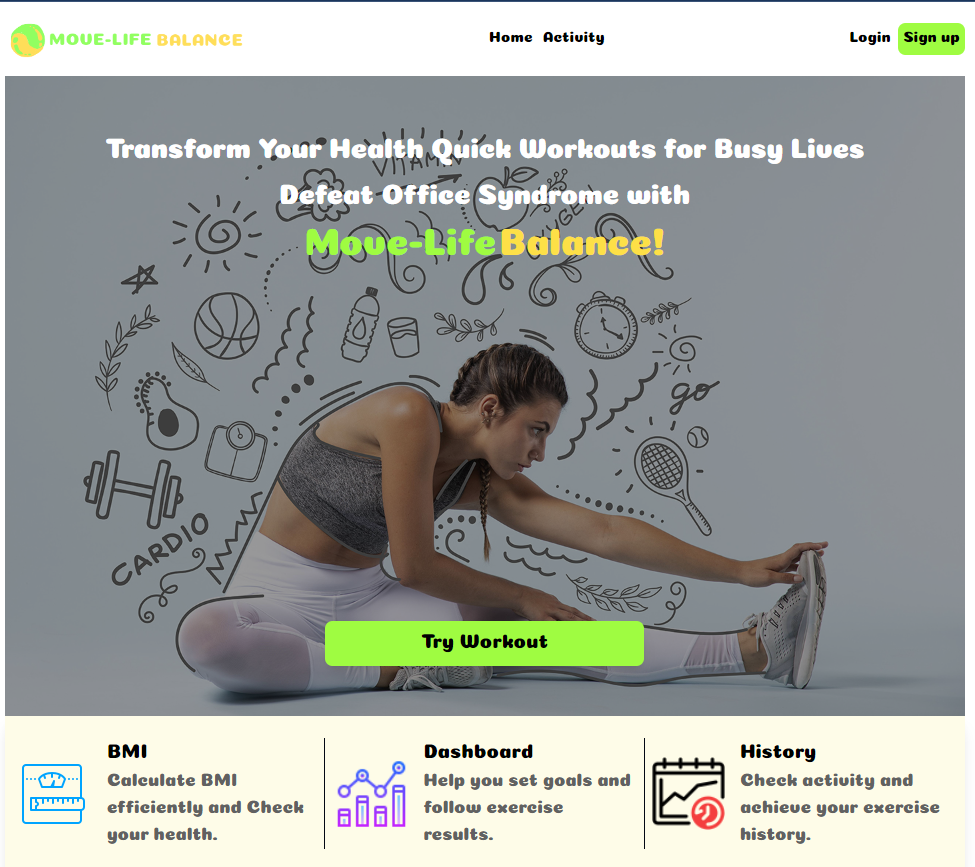 MOVE-LIFE BALANCE
Home Activity
Login Sign up
Transform Your Health Quick Workouts for Busy Lives
VITAMIN
Defeat Office Syndrome with
Move-Life Balance!
go
CARDIO
Try Workout
BMI
Calculate BMI
efficiently and Check
your health.
Dashboard
Help you set goals and
follow exercise
results.
History
Check activity and
achieve your exercise
history.